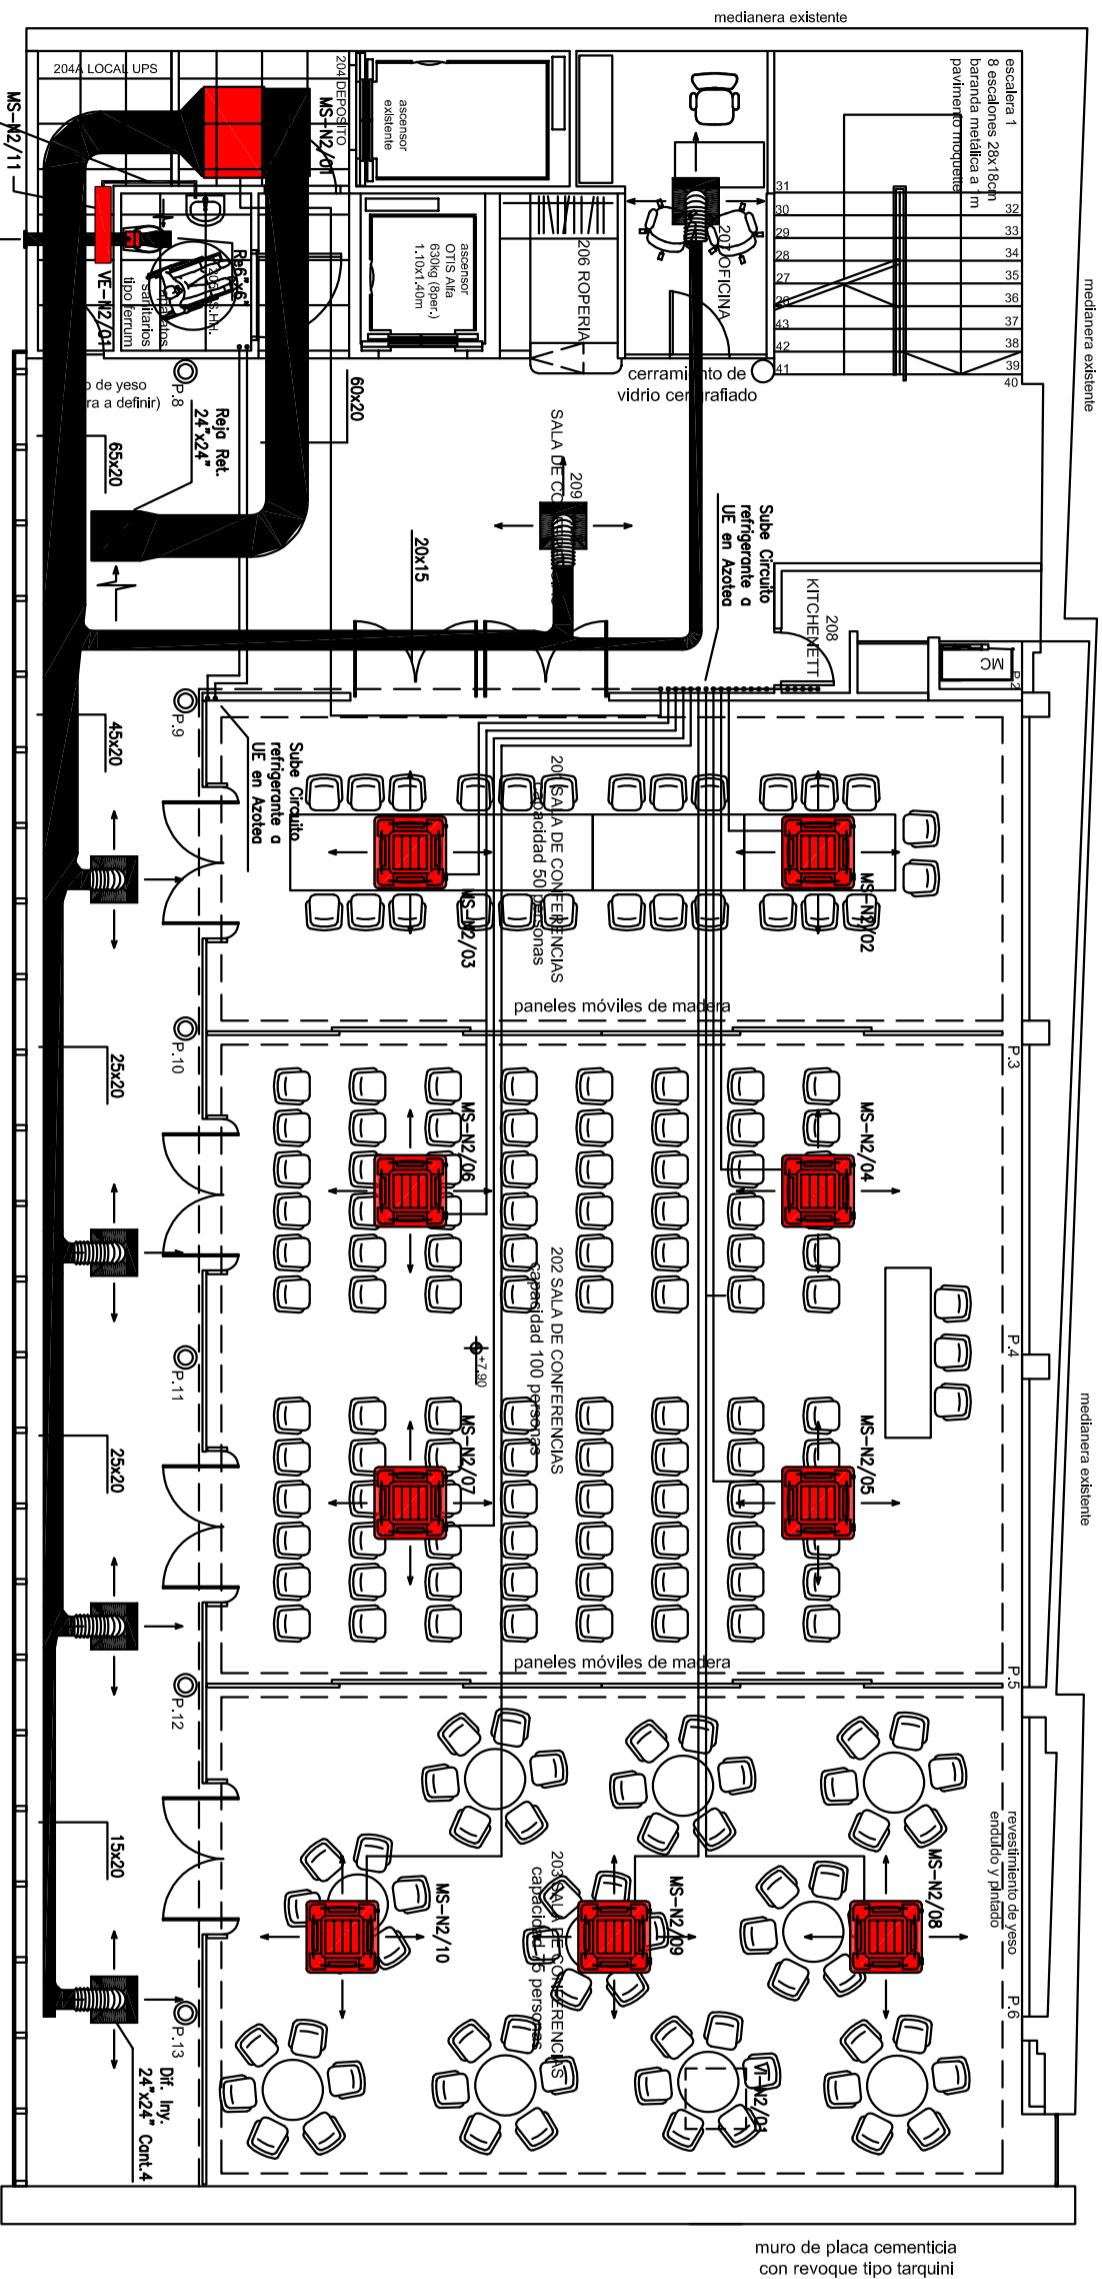 medianera existente
204A LOCAL UPS
MS-N2/11
204 DEPOSITO
MS-N2/01
ascensor
existente
escalera 1
8 escalones 28x18cm
baranda metálica a 1m
pavimento moquette
31
30
29
28
27
26
43
42
41
32
33
34
35
36
37
38
39
40
medianera existente
ascensor
OTIS Alfa
630kg (8per.)
1.10x1.40m
206 ROPERIA
207 OFICINA
Re6"x6"
VE-N2/01
sanitarios
tipo ferrum
P.8
o de yeso
ra a definir)
cerramiento de
vidrio cerigrafiado
60x20
65x20
Reja Ret.
24"x24"
209
20x15
Sube Circuito
refrigerante a
UE en Azotea
208
KITCHENETT
MC
P.2
P.9
45x20
Sube Circuito
refrigerante a
UE en Azotea
201 SALA DE CONFERENCIAS
capacidad 50 personas
MS-N2/03
MS-N2/02
paneles móviles de madera
P.10
P.3
25x20
MS-N2/06
MS-N2/04
202 SALA DE CONFERENCIAS
capacidad 100 personas
+7.90
P.11
P.4
medianera existente
25x20
MS-N2/07
MS-N2/05
paneles móviles de madera
P.12
P.5
15x20
revestimiento de yeso
enduido y pintado
MS-N2/10
MS-N2/09
MS-N2/08
203 SALA DE CONFERENCIAS
capacidad 75 personas
P.13
P.6
VI-N2/01
Dif. Iny.
24"x24" Cant.4
muro de placa cementicia
con revoque tipo tarquini